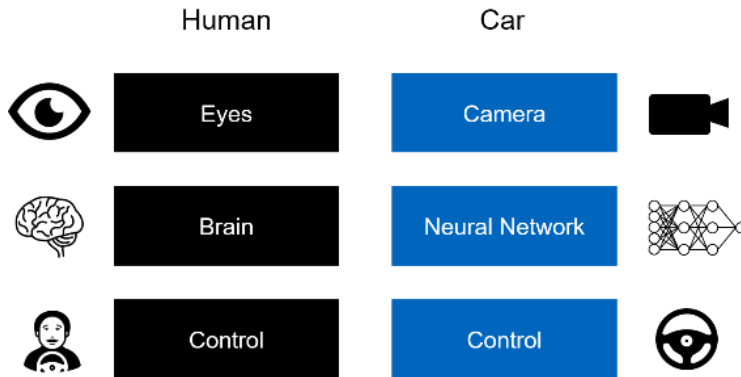 Human Car
Eyes Camera
Brain Neural Network
Control Control